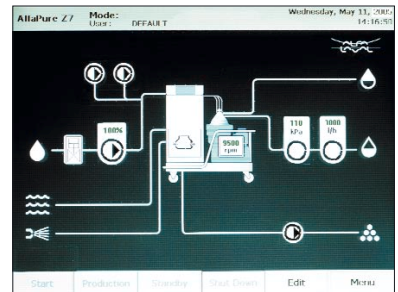 AlfaPure Z7
Mode:
User: DEFAULT
Wednesday, May 11, 2005
14:16:59
100%
9500
rpm
110
kPa
1000
l/h
Start
Production
Standby
Shut Down
Edit
Menu